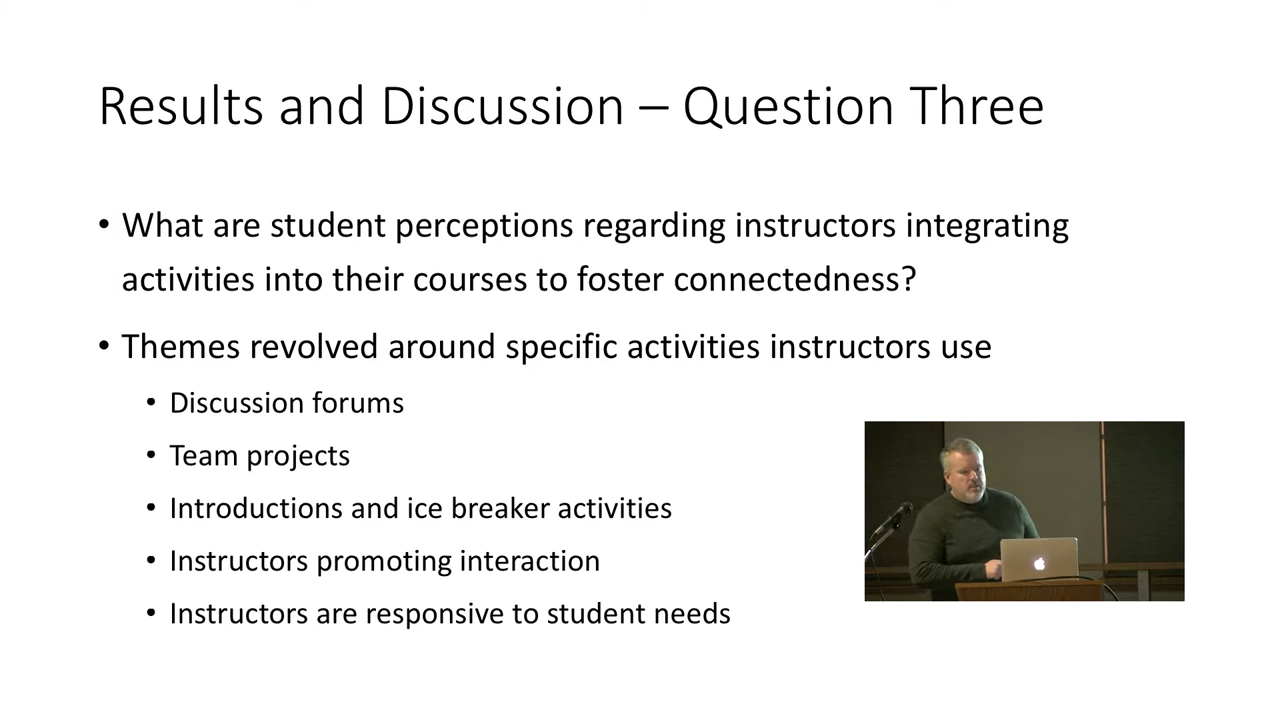 Results and Discussion – Question Three
• What are student perceptions regarding instructors integrating
activities into their courses to foster connectedness?
• Themes revolved around specific activities instructors use
• Discussion forums
• Team projects
• Introductions and ice breaker activities
• Instructors promoting interaction
• Instructors are responsive to student needs